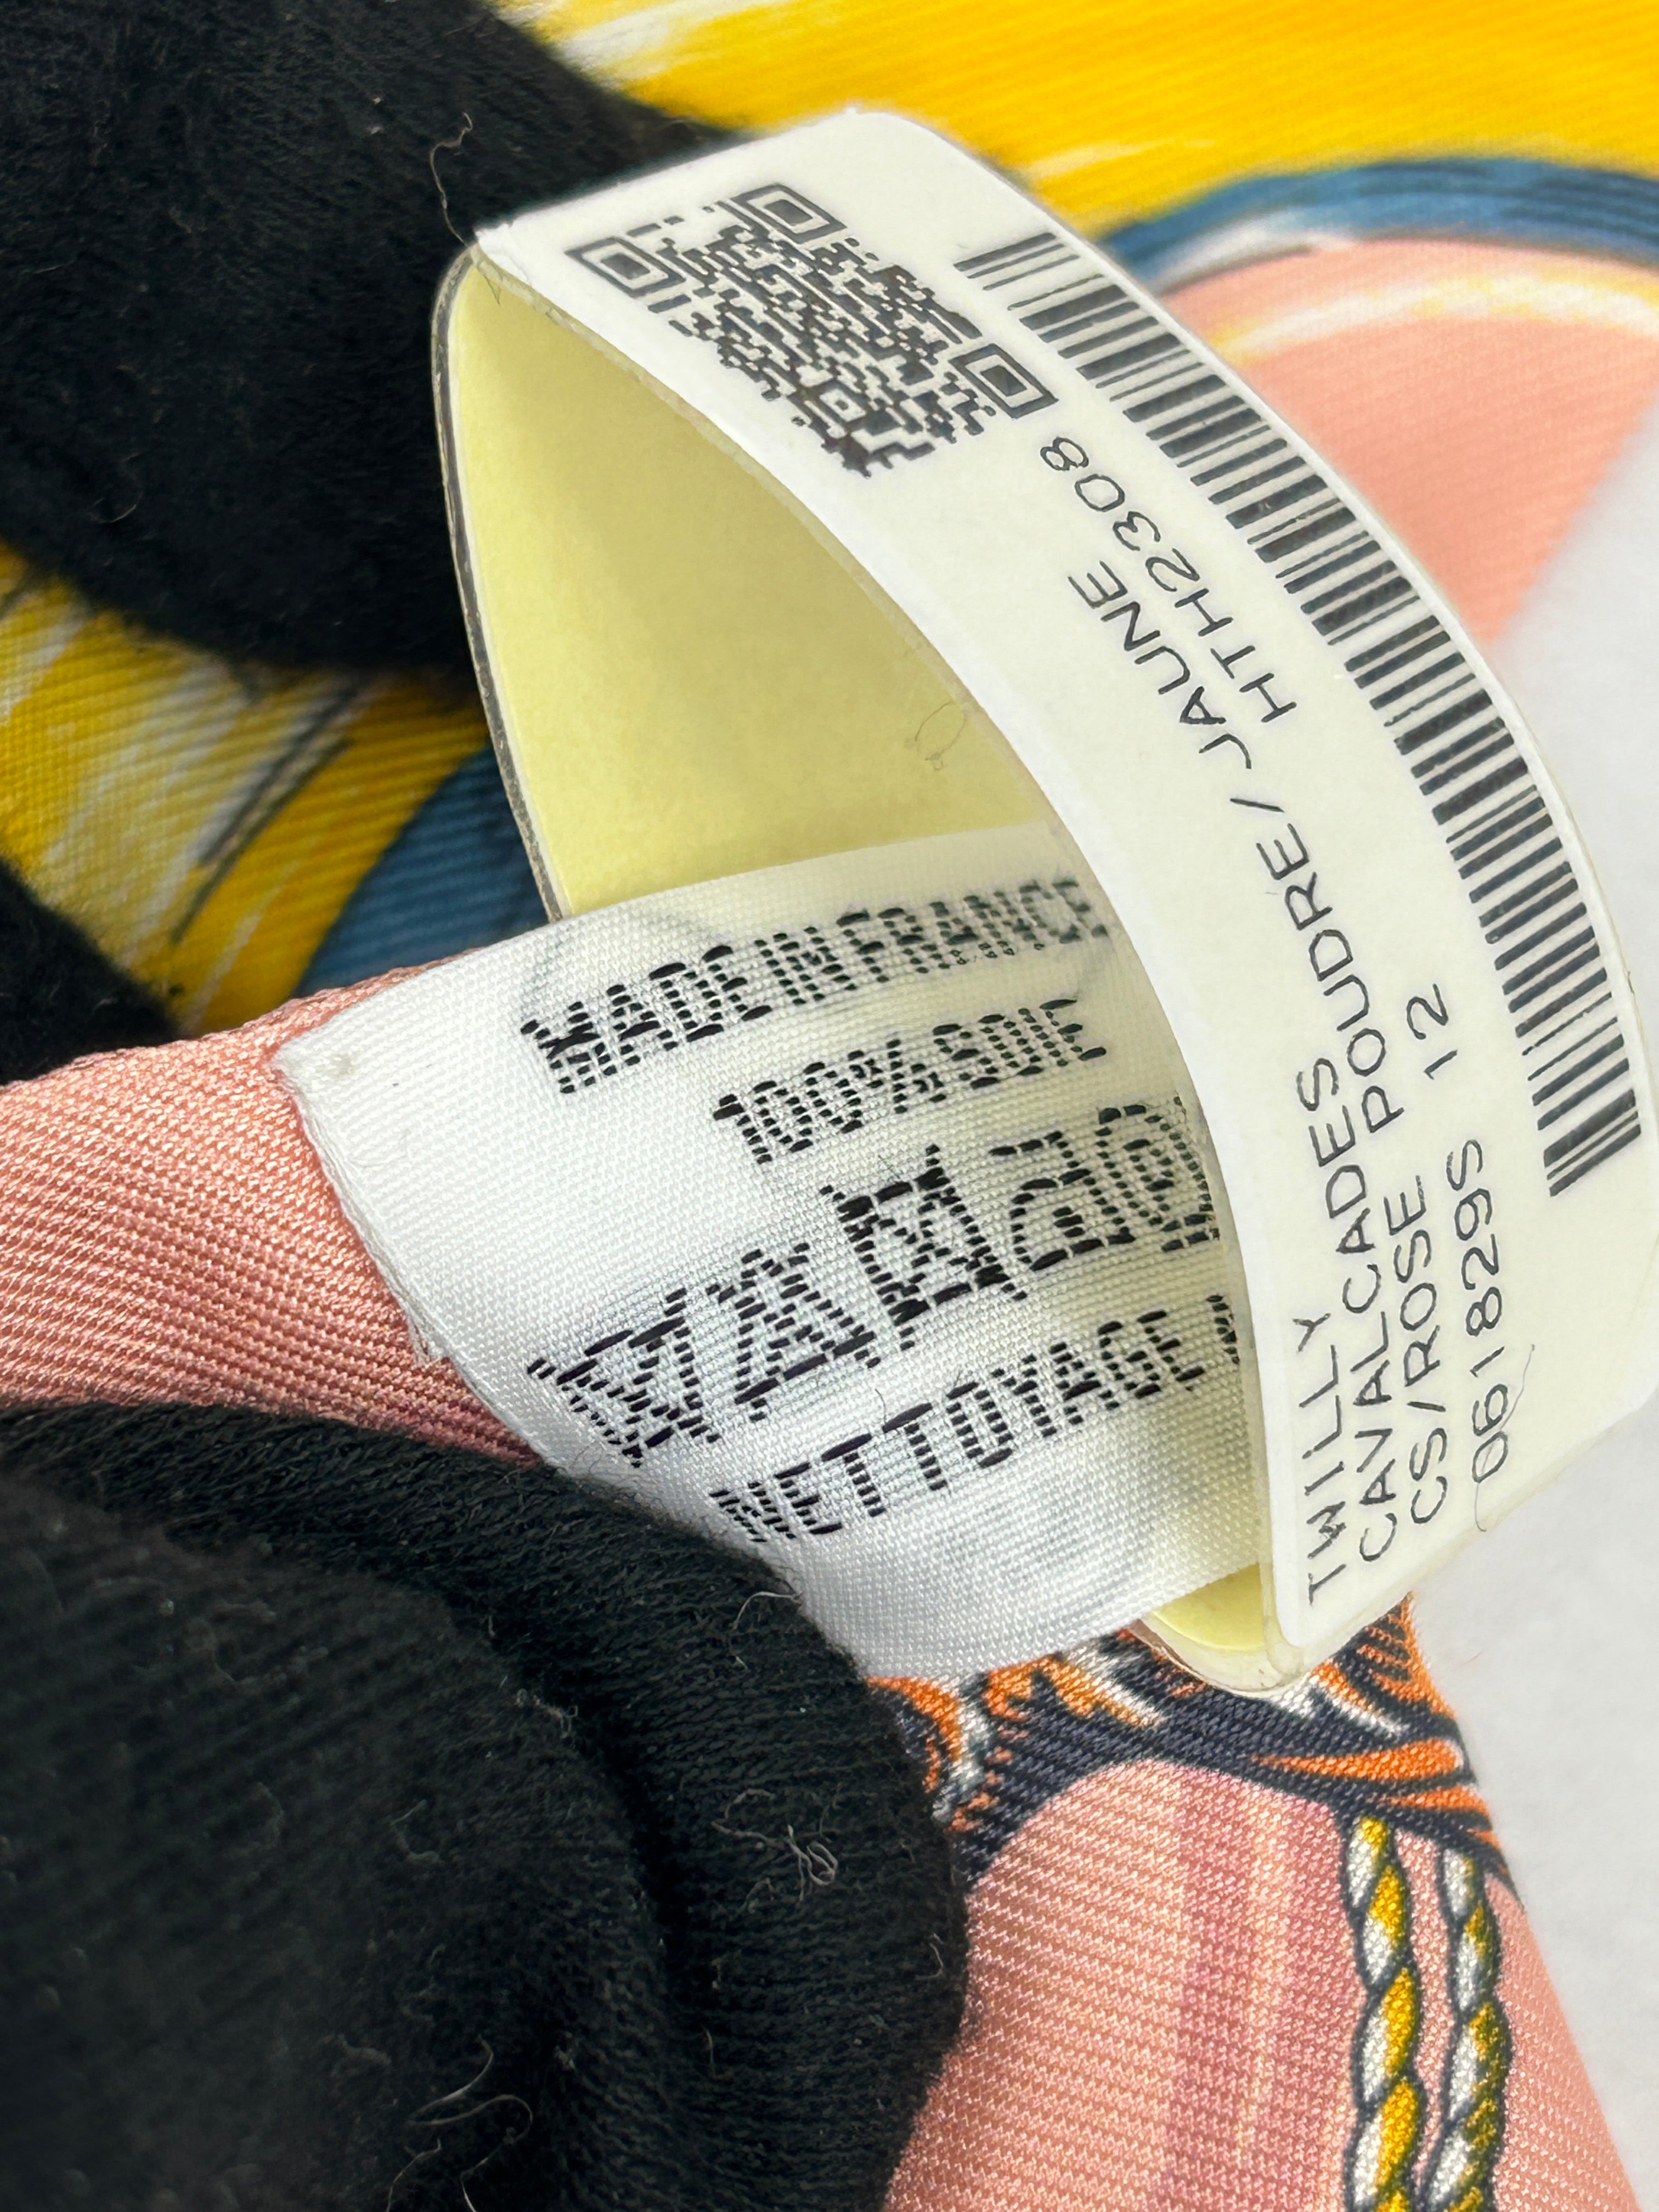 TWILLY
CAVALCADES
CS/ROSE POUDRE/ JAUNE
061829S 12 HTH2308
MADE IN FRANCE
100% SOIE
NETTOYAGE